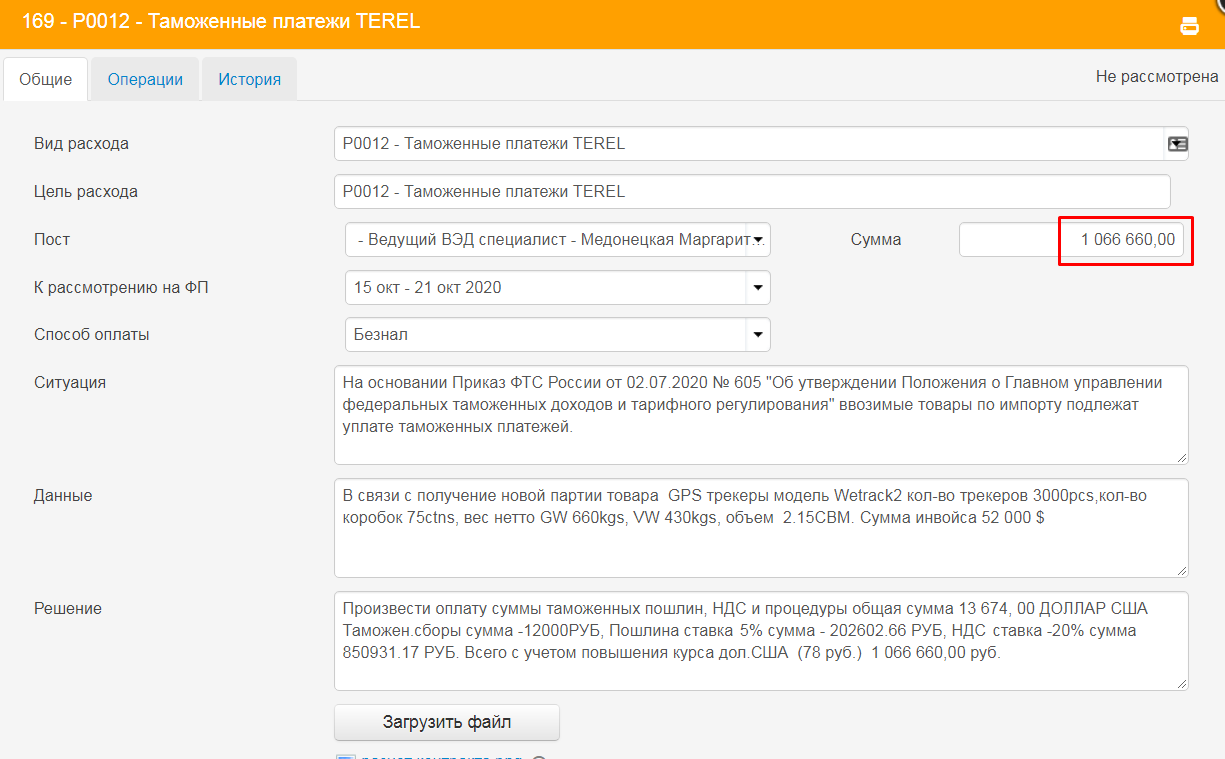 169 - P0012 - Таможенные платежи TEREL
Общие
Операции
История
Не рассмотрена
Вид расхода
P0012 - Таможенные платежи TEREL
Цель расхода
P0012 - Таможенные платежи TEREL
Пост
- Ведущий ВЭД специалист - Медонецкая Маргарит...
Сумма
1 066 660,00
К рассмотрению на ФП
15 окт - 21 окт 2020
Способ оплаты
Безнал
Ситуация
На основании Приказ ФТС России от 02.07.2020 № 605 "Об утверждении Положения о Главном управлении
федеральных таможенных доходов и тарифного регулирования" ввозимые товары по импорту подлежат
уплате таможенных платежей.
Данные
В связи с получение новой партии товара GPS трекеры модель Wetrack2 кол-во трекеров 3000pcs,кол-во
коробок 75ctns, вес нетто GW 660kgs, VW 430kgs, объем 2.15CBM. Сумма инвойса 52 000 $
Решение
Произвести оплату суммы таможенных пошлин, НДС и процедуры общая сумма 13 674, 00 ДОЛЛАР США
Таможен.сборы сумма -12000РУБ, Пошлина ставка 5% сумма - 202602.66 РУБ, НДС ставка -20% сумма
850931.17 РУБ. Всего с учетом повышения курса дол.США (78 руб.) 1 066 660,00 руб.
Загрузить файл